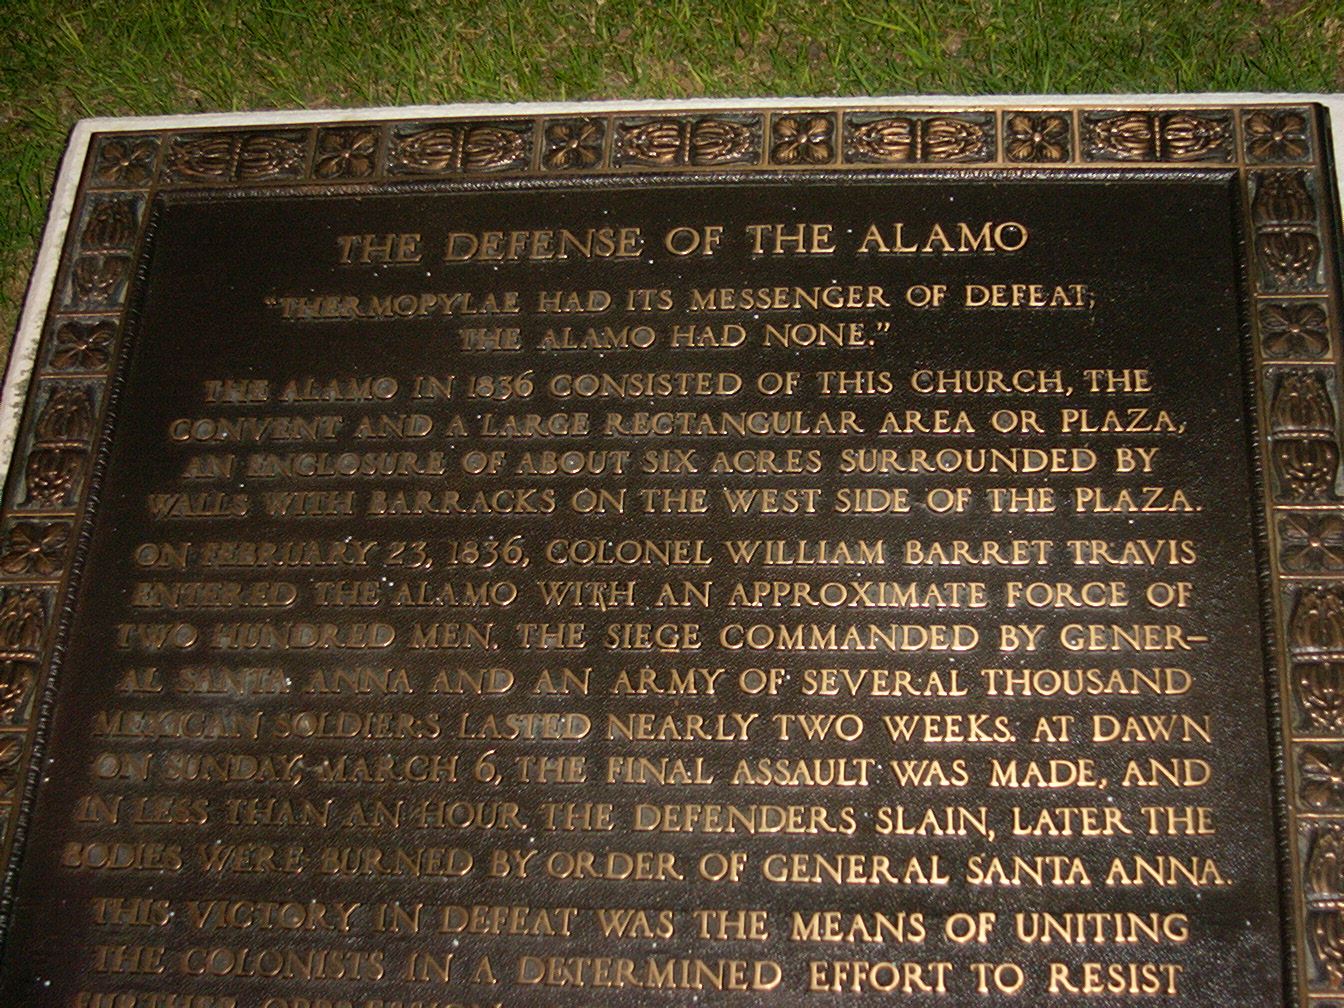 THE DEFENSE OF THE ALAMO
"THERMOPYLAE HAD ITS MESSENGER OF DEFEAT;
THE ALAMO HAD NONE."
THE ALAMO IN 1836 CONSISTED OF THIS CHURCH, THE
CONVENT AND A LARGE RECTANGULAR AREA OR PLAZA,
AN ENCLOSURE OF ABOUT SIX ACRES SURROUNDED BY
WALLS WITH BARRACKS ON THE WEST SIDE OF THE PLAZA.
ON FEBRUARY 23, 1836, COLONEL WILLIAM BARRET TRAVIS
ENTERED THE ALAMO WITH AN APPROXIMATE FORCE OF
TWO HUNDRED MEN. THE SIEGE COMMANDED BY GENER-
AL SANTA ANNA AND AN ARMY OF SEVERAL THOUSAND
MEXICAN SOLDIERS LASTED NEARLY TWO WEEKS. AT DAWN
ON SUNDAY, MARCH 6, THE FINAL ASSAULT WAS MADE, AND
IN LESS THAN AN HOUR THE DEFENDERS SLAIN, LATER THE
BODIES WERE BURNED BY ORDER OF GENERAL SANTA ANNA.
THIS VICTORY IN DEFEAT WAS THE MEANS OF UNITING
THE COLONISTS IN A DETERMINED EFFORT TO RESIST
FURTHER OPPRESSION